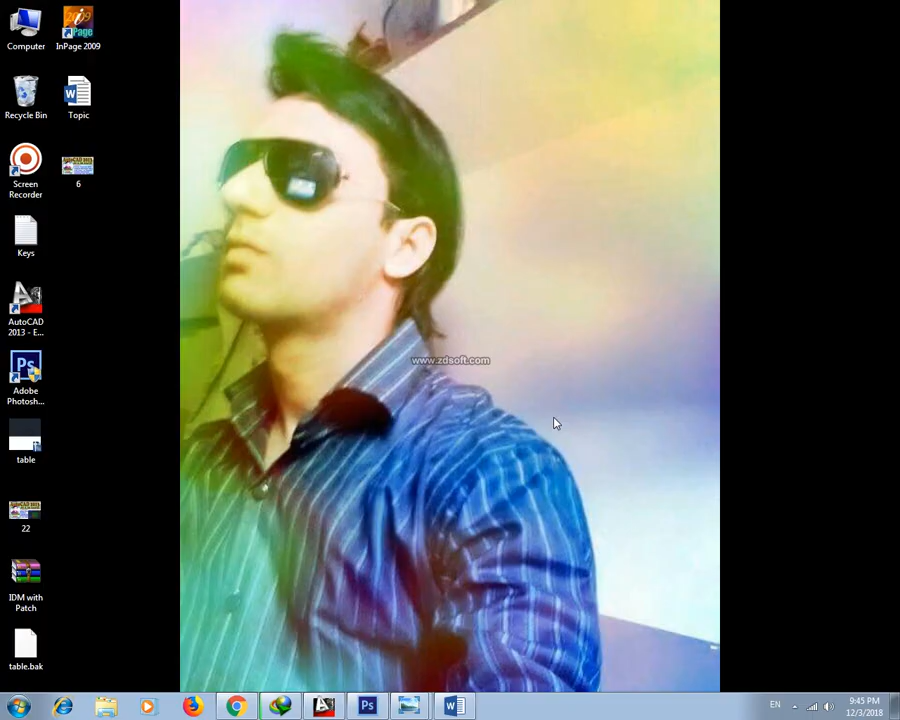 Computer
InPage 2009
Recycle Bin
Topic
Screen
Recorder
6
Keys
AutoCAD
2013 - E...
Adobe
Photosh...
table
22
IDM with
Patch
table.bak
www.zdsoft.com
EN
9:45 PM
12/3/2018